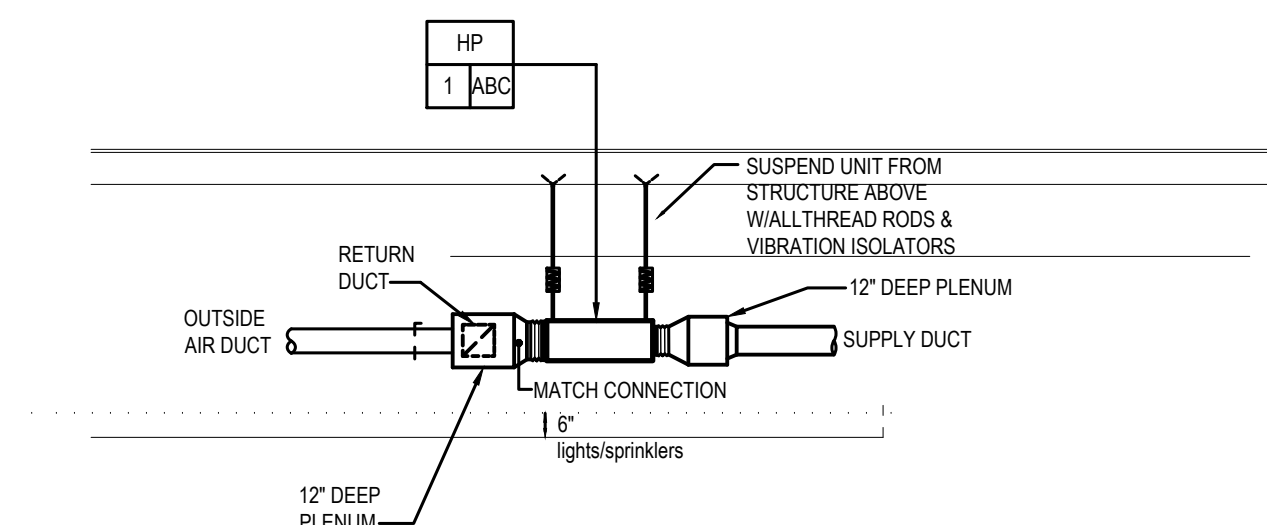 HP
1 ABC
SUSPEND UNIT FROM
STRUCTURE ABOVE
W/ALLTHREAD RODS &
VIBRATION ISOLATORS
RETURN
DUCT
12" DEEP PLENUM
OUTSIDE
AIR DUCT
SUPPLY DUCT
MATCH CONNECTION
6"
lights/sprinklers
12" DEEP
PLENUM